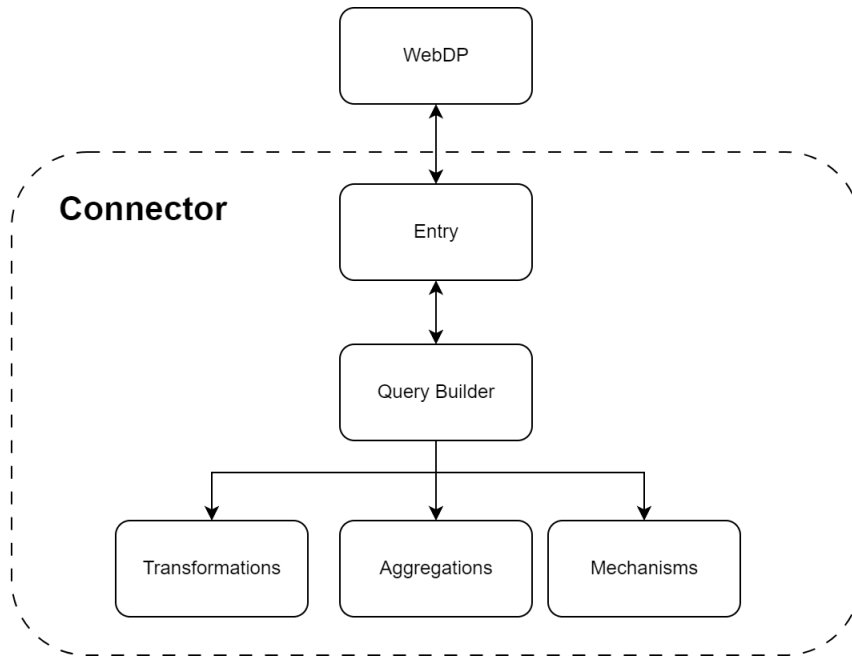 WebDP
Connector
Entry
Query Builder
Transformations
Aggregations
Mechanisms